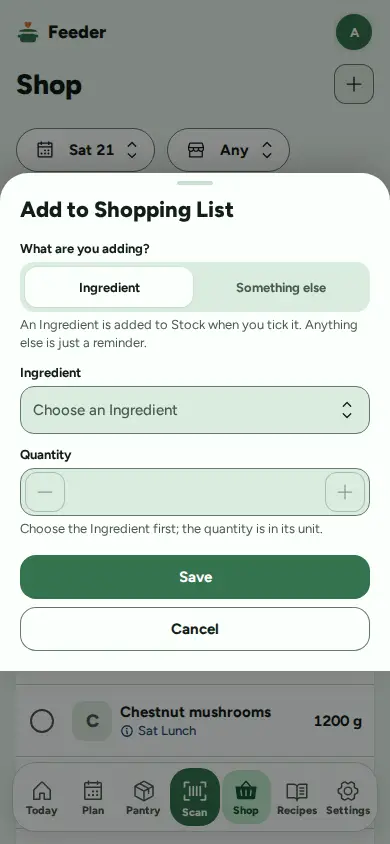 Feeder
A
Shop
Sat 21
Any
Add to Shopping List
What are you adding?
Ingredient
Something else
An Ingredient is added to Stock when you tick it. Anything
else is just a reminder.
Ingredient
Choose an Ingredient
Quantity
Choose the Ingredient first; the quantity is in its unit.
Save
Cancel
C
Chestnut mushrooms
1200 g
Sat Lunch
Today
Plan
Pantry
Scan
Shop
Recipes
Settings